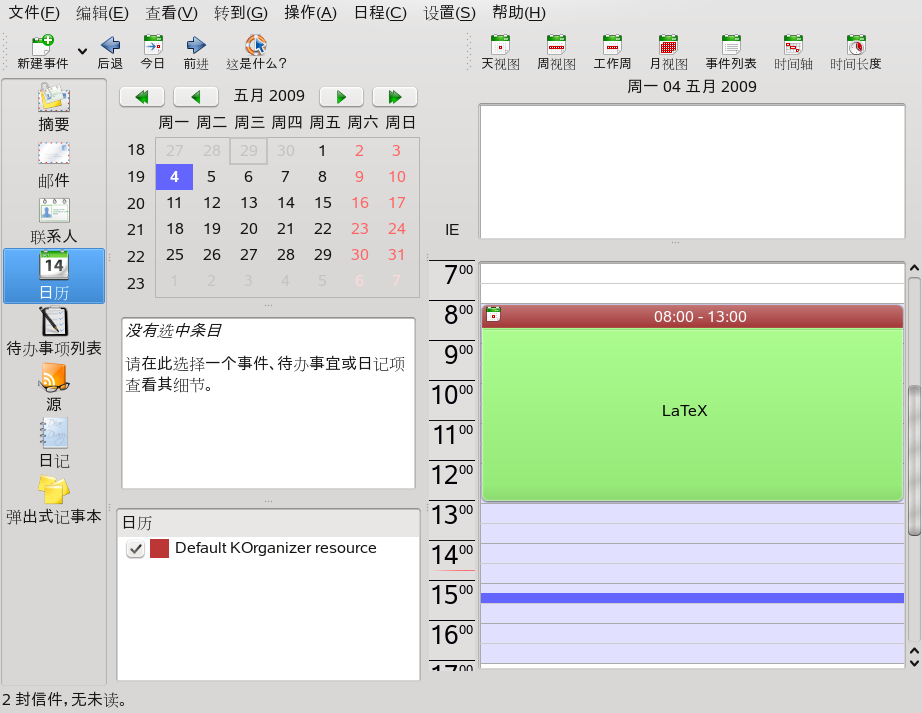 文件(F) 编辑(E) 查看(V) 转到(G) 操作(A) 日程(C) 设置(S) 帮助(H)
新建事件 后退 今日 前进 这是什么? 天视图 周视图 工作周 月视图 事件列表 时间轴 时间长度
摘要
邮件
联系人
14
日历
待办事项列表
源
日记
弹出式记事本
五月 2009
周一 周二 周三 周四 周五 周六 周日
18 27 28 29 30 1 2 3
19 4 5 6 7 8 9 10
20 11 12 13 14 15 16 17
21 18 19 20 21 22 23 24
22 25 26 27 28 29 30 31
23 1 2 3 4 5 6 7
没有选中条目
请在此选择一个事件、待办事宜或日记项
查看其细节。
日历
Default KOrganizer resource
周一 04 五月 2009
IE
7:00
8:00
9:00
10:00
11:00
12:00
13:00
14:00
15:00
16:00
17:00
08:00 - 13:00
LaTeX
2 封信件，无未读。